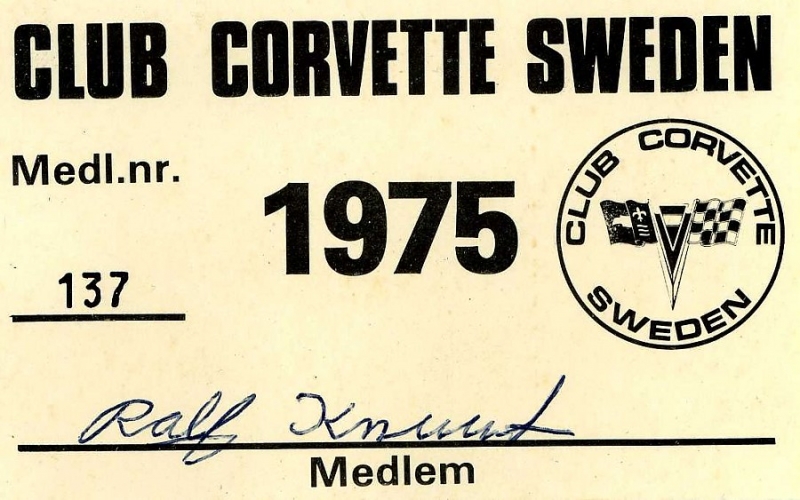 CLUB CORVETTE SWEDEN
Medl.nr.
1975
137
CLUB CORVETTE
SWEDEN
Ralf
Medlem